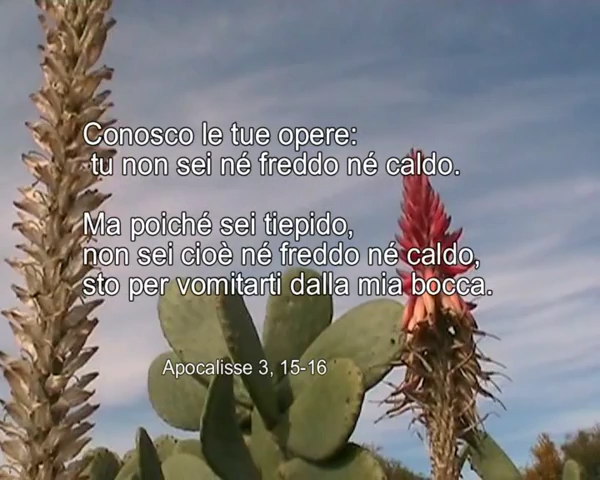 Conosco le tue opere:
tu non sei né freddo né caldo.
Ma poiché sei tiepido,
non sei cioè né freddo né caldo,
sto per vomitarti dalla mia bocca.
Apocalisse 3, 15-16